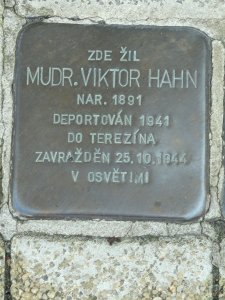 ZDE ŽIL
MUDR. VIKTOR HAHN
NAR. 1891
DEPORTOVÁN 1941
DO TEREZÍNA
ZAVRAŽDĚN 25.10.1944
V OSVĚTIMI